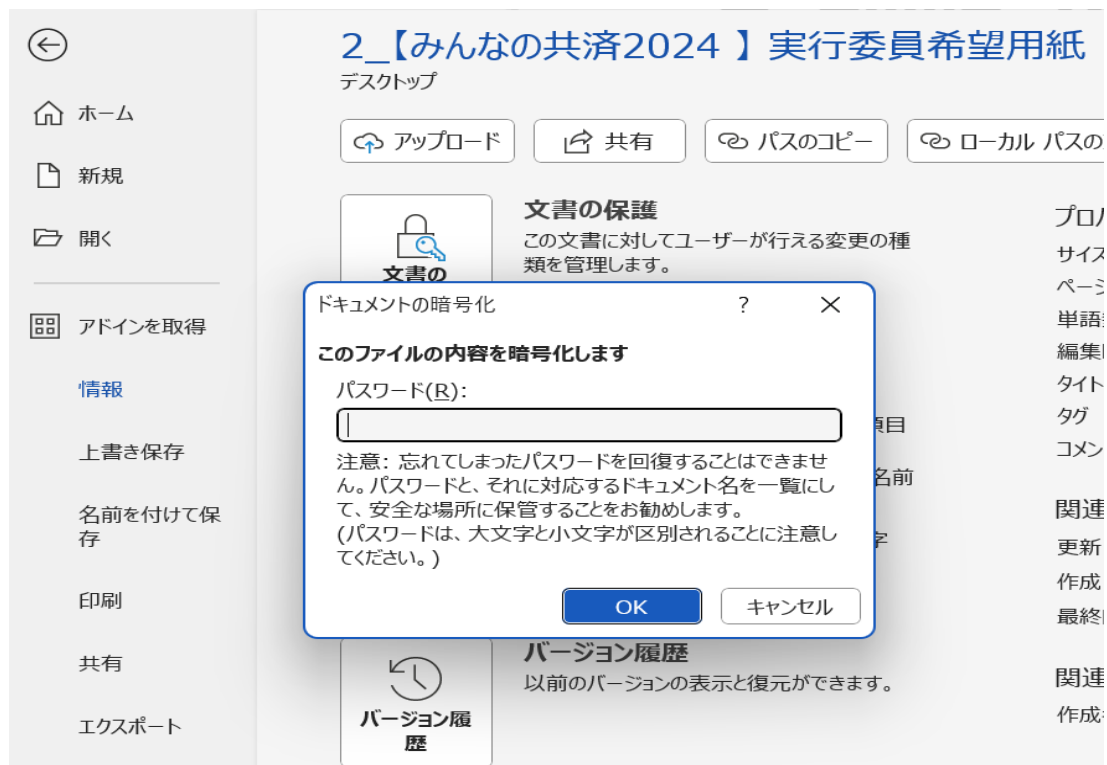 2_【みんなの共済2024 】実行委員希望用紙
デスクトップ
アップロード
共有
パスのコピー
ローカル パスの
ホーム
新規
開く
アドインを取得
情報
上書き保存
名前を付けて保
存
印刷
共有
エクスポート
文書の
文書の保護
この文書に対してユーザーが行える変更の種
類を管理します。
ドキュメントの暗号化
?
このファイルの内容を暗号化します
パスワード(R):
注意: 忘れてしまったパスワードを回復することはできませ
ん。パスワードと、それに対応するドキュメント名を一覧にし
て、安全な場所に保管することをお勧めします。
(パスワードは、大文字と小文字が区別されることに注意し
てください。)
OK
キャンセル
項目
名前
字
バージョン履
歴
バージョン履歴
以前のバージョンの表示と復元ができます。
プロ
サイズ
ページ
単語
編集
タイト
タグ
コメン
関連
更新
作成
最終
関連
作成